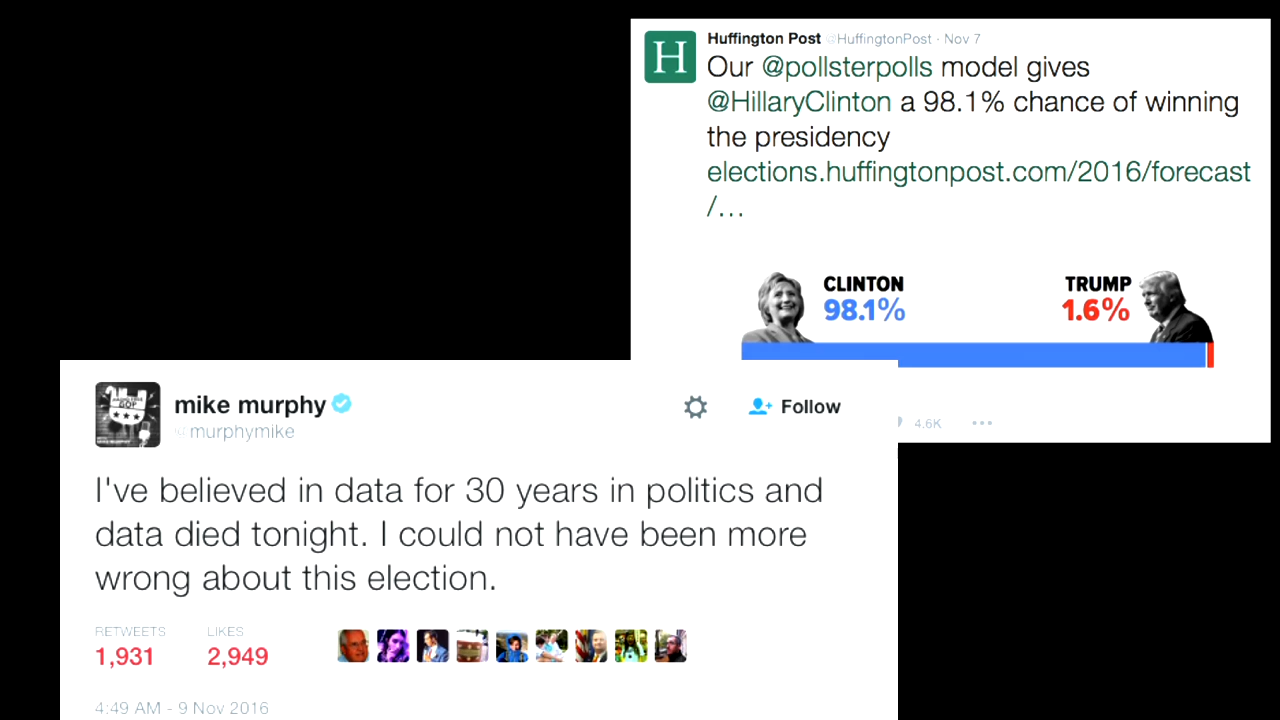 H
Huffington Post @HuffingtonPost · Nov 7
Our @pollsterpolls model gives
@HillaryClinton a 98.1% chance of winning
the presidency
elections.huffingtonpost.com/2016/forecast
/…
CLINTON
98.1%
TRUMP
1.6%
4.6K
mike murphy
@murphymike
Follow
I've believed in data for 30 years in politics and
data died tonight. I could not have been more
wrong about this election.
RETWEETS
LIKES
1,931
2,949
4:49 AM - 9 Nov 2016